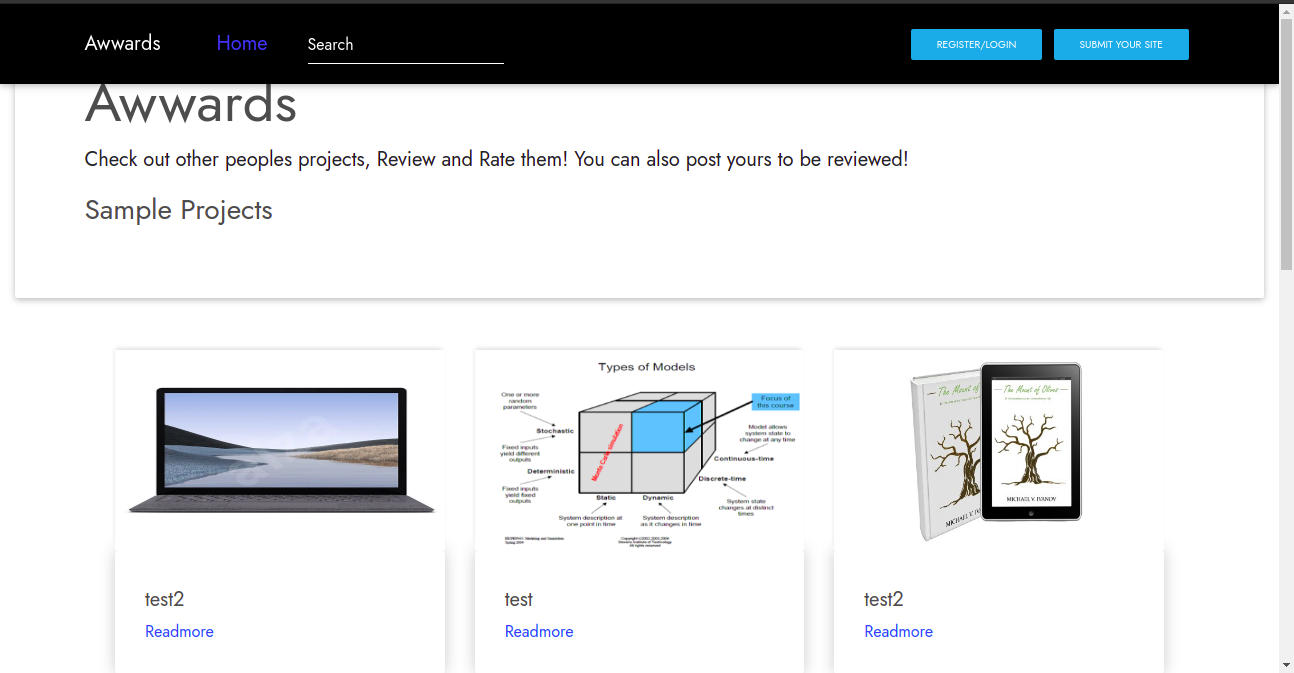 Awwards
Home
Search
REGISTER/LOGIN
SUBMIT YOUR SITE
Awwards
Check out other peoples projects, Review and Rate them! You can also post yours to be reviewed!
Sample Projects
Types of Models
One or more
random
parameters
Focus of
this course
Stochastic
Monte Carlo simulation
Model allows
system state to
change at any time
Fixed inputs
yield different
outputs
Continuous-time
Deterministic
Discrete-time
Fixed inputs
yield fixed
outputs
Static
Dynamic
System state
changes at distinct
times
System description at
one point in time
System description
as it changes in time
The Mount of
The Mount of Olives
MICHAEL V. IV
MICHAEL V. IVANOV
test2
Readmore
test
Readmore
test2
Readmore